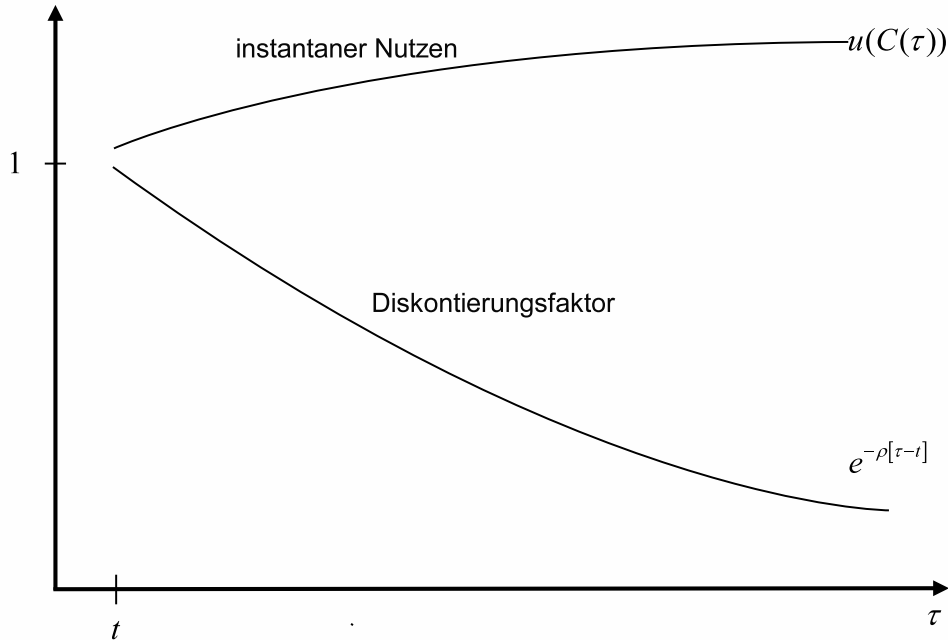 instantaner Nutzen
u(C(τ))
1
Diskontierungsfaktor
e^{-ρ[τ-t]}
t
τ